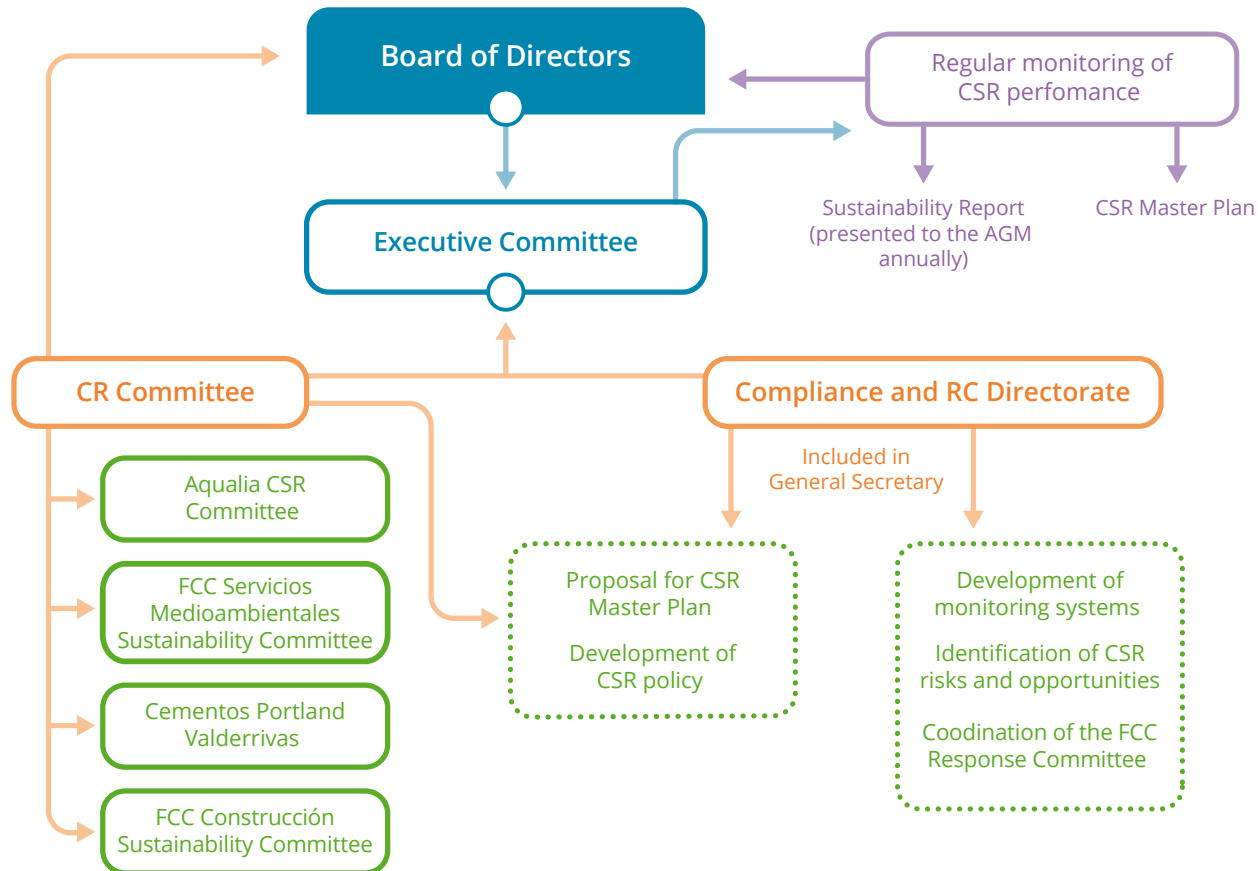 Board of Directors
Regular monitoring of
CSR perfomance
Executive Committee
Sustainability Report
(presented to the AGM
annually)
CSR Master Plan
CR Committee
Compliance and RC Directorate
Included in
General Secretary
Aqualia CSR
Committee
FCC Servicios
Medioambientales
Sustainability Committee
Cementos Portland
Valderrivas
FCC Construcción
Sustainability Committee
Proposal for CSR
Master Plan
Development of
CSR policy
Development of
monitoring systems
Identification of CSR
risks and opportunities
Coodination of the FCC
Response Committee